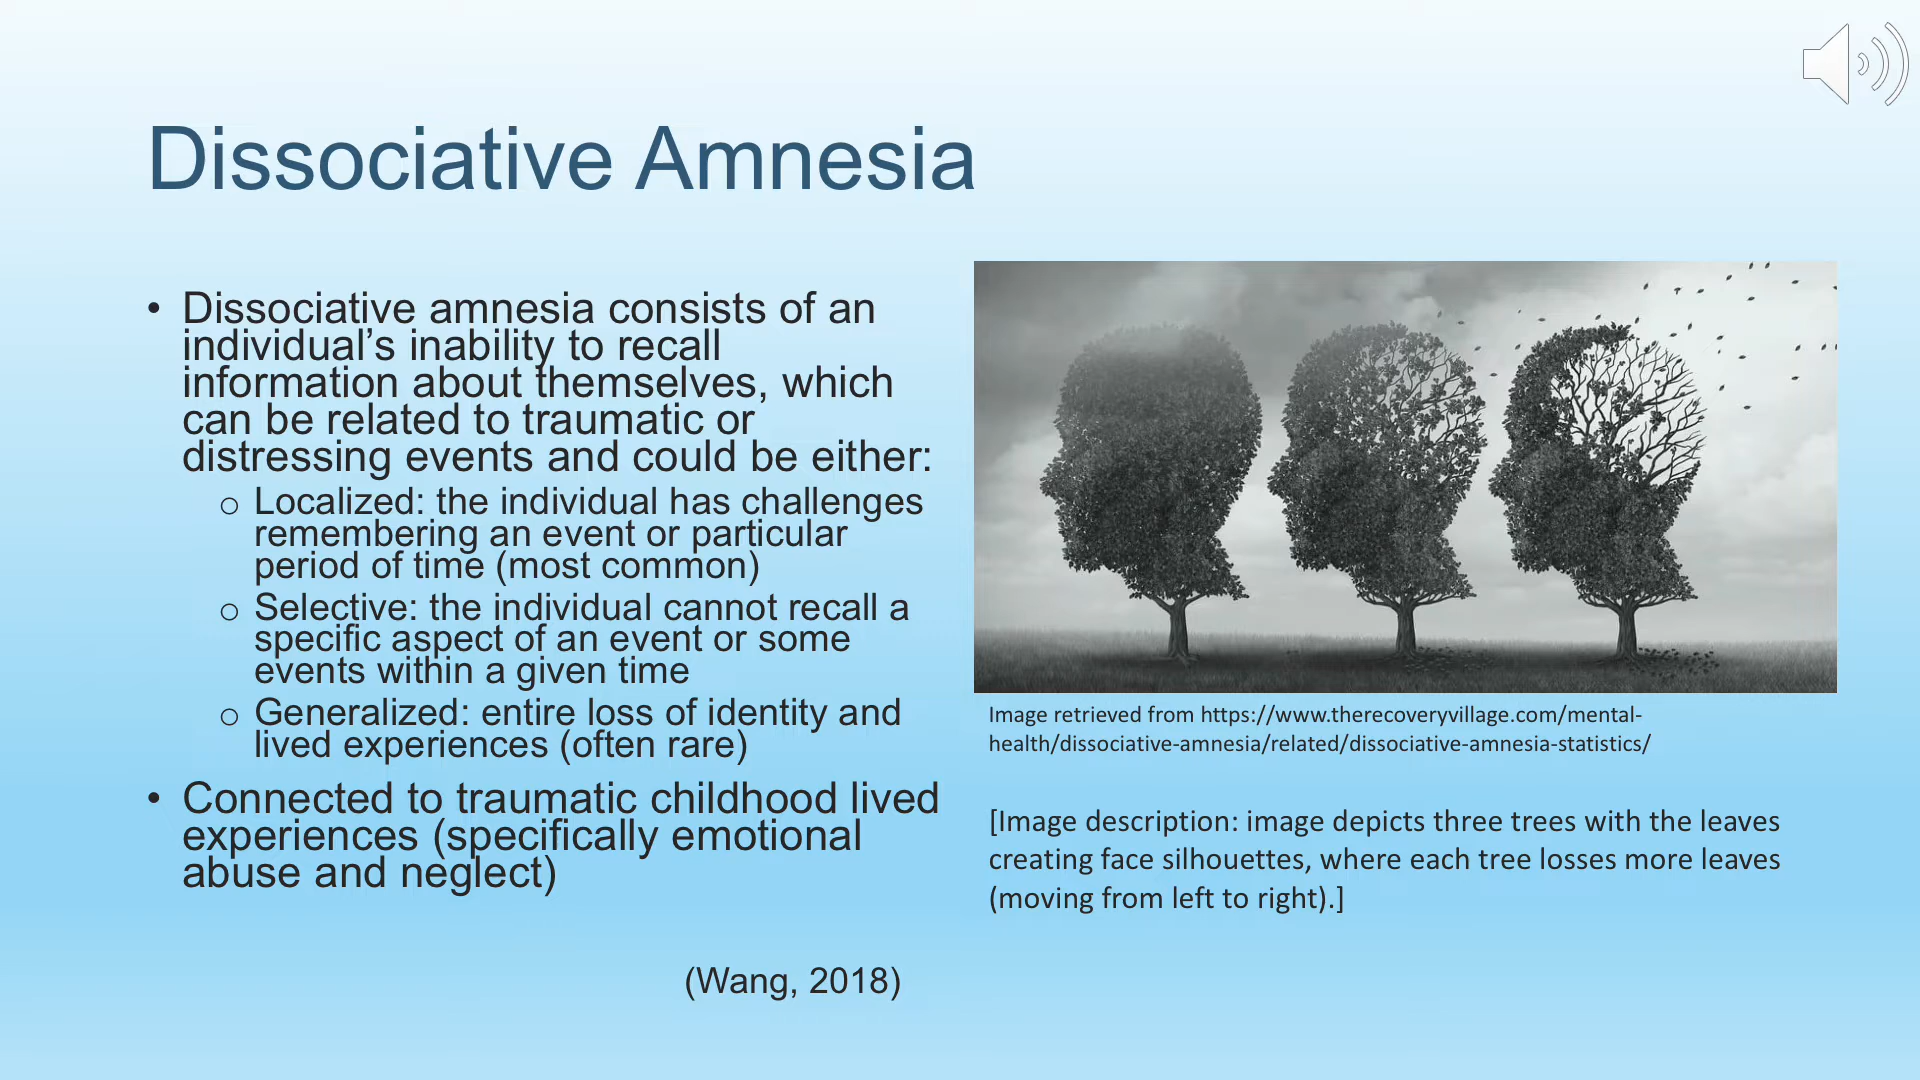 Dissociative Amnesia
• Dissociative amnesia consists of an
individual’s inability to recall
information about themselves, which
can be related to traumatic or
distressing events and could be either:
o Localized: the individual has challenges
remembering an event or particular
period of time (most common)
o Selective: the individual cannot recall a
specific aspect of an event or some
events within a given time
o Generalized: entire loss of identity and
lived experiences (often rare)
• Connected to traumatic childhood lived
experiences (specifically emotional
abuse and neglect)
(Wang, 2018)
Image retrieved from https://www.therecoveryvillage.com/mental-
health/dissociative-amnesia/related/dissociative-amnesia-statistics/
[Image description: image depicts three trees with the leaves
creating face silhouettes, where each tree losses more leaves
(moving from left to right).]